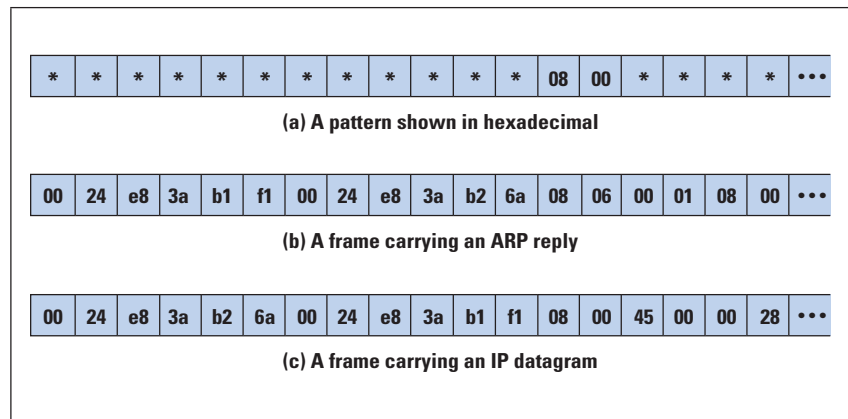 * * * * * * * * * * * * 08 00 * * * * •••
(a) A pattern shown in hexadecimal
00 24 e8 3a b1 f1 00 24 e8 3a b2 6a 08 06 00 01 08 00 •••
(b) A frame carrying an ARP reply
00 24 e8 3a b2 6a 00 24 e8 3a b1 f1 08 00 45 00 00 28 •••
(c) A frame carrying an IP datagram